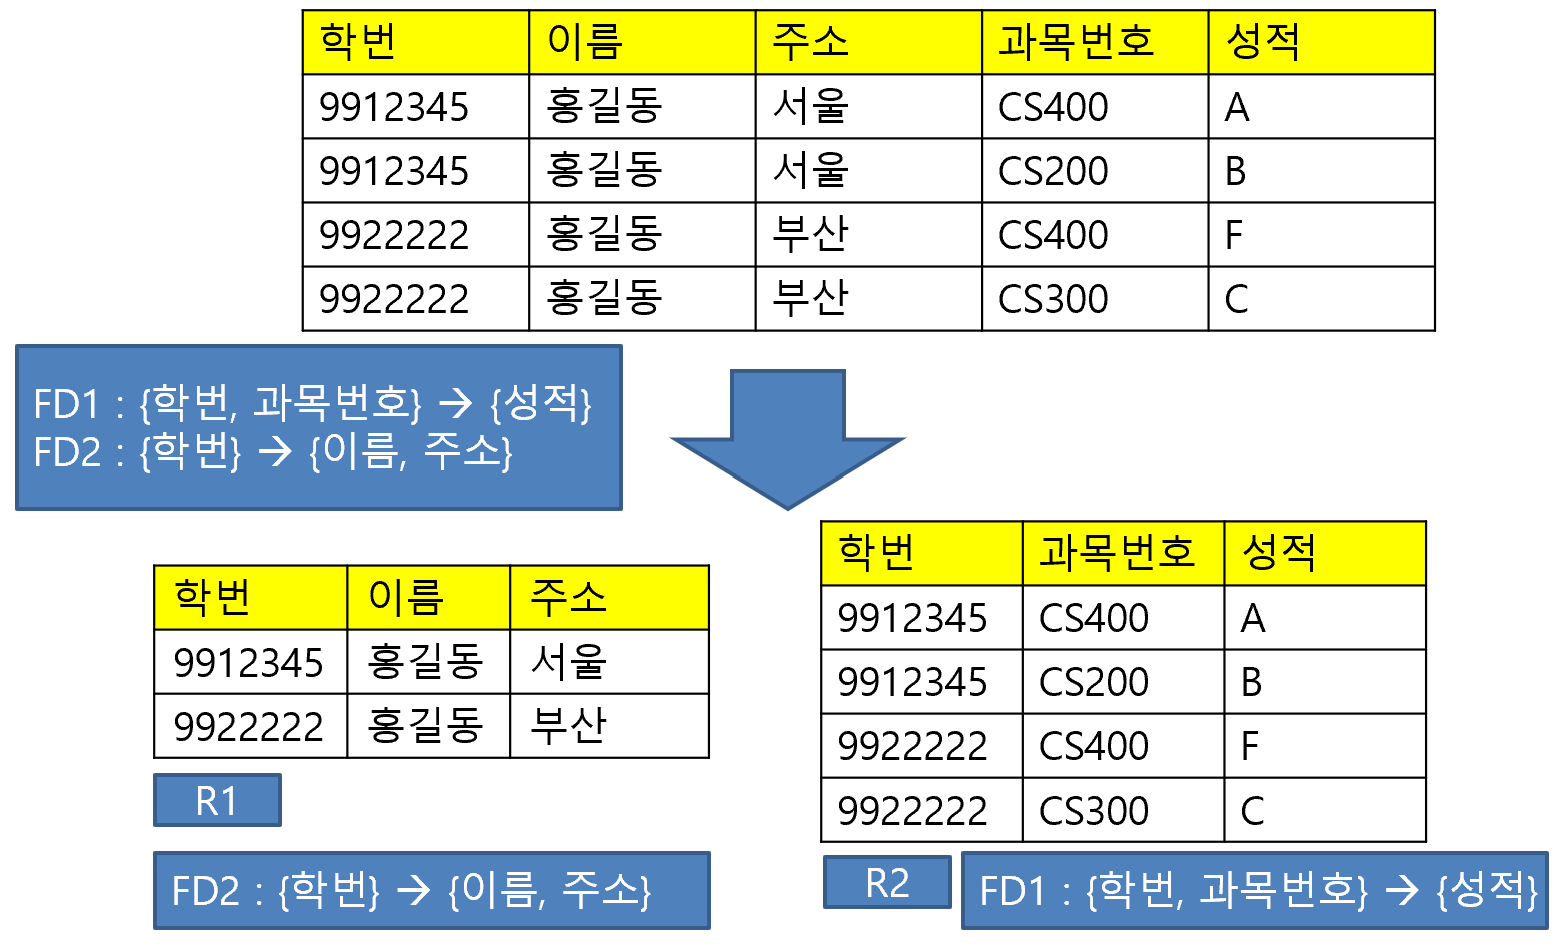 학번 이름 주소 과목번호 성적
9912345 홍길동 서울 CS400 A
9912345 홍길동 서울 CS200 B
9922222 홍길동 부산 CS400 F
9922222 홍길동 부산 CS300 C
FD1 : {학번, 과목번호} → {성적}
FD2 : {학번} → {이름, 주소}
학번 이름 주소
9912345 홍길동 서울
9922222 홍길동 부산
R1
FD2 : {학번} → {이름, 주소}
학번 과목번호 성적
9912345 CS400 A
9912345 CS200 B
9922222 CS400 F
9922222 CS300 C
R2
FD1 : {학번, 과목번호} → {성적}